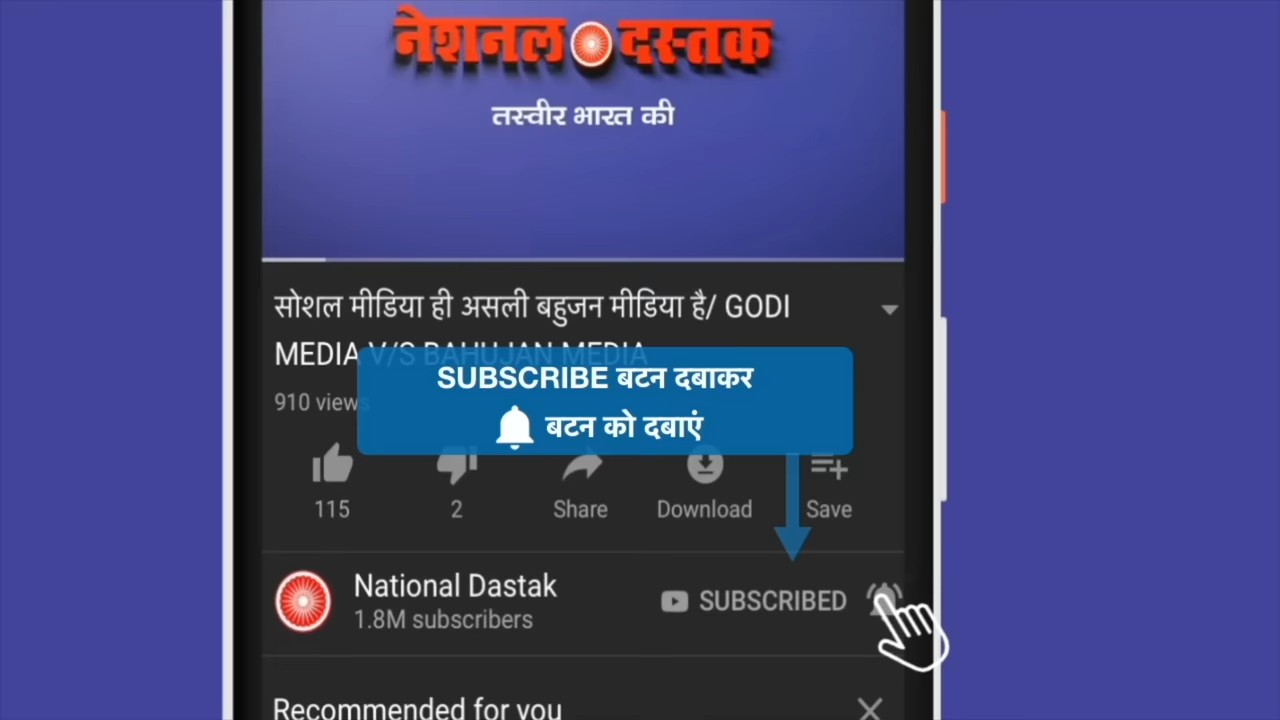 नेशनल दस्तक
तस्वीर भारत की
सोशल मीडिया ही असली बहुजन मीडिया है/ GODI
MEDIA V/S BAHUJAN MEDIA
910 views
SUBSCRIBE बटन दबाकर
बटन को दबाएं
115
2
Share
Download
Save
National Dastak
SUBSCRIBED
1.8M subscribers
Recommended for you